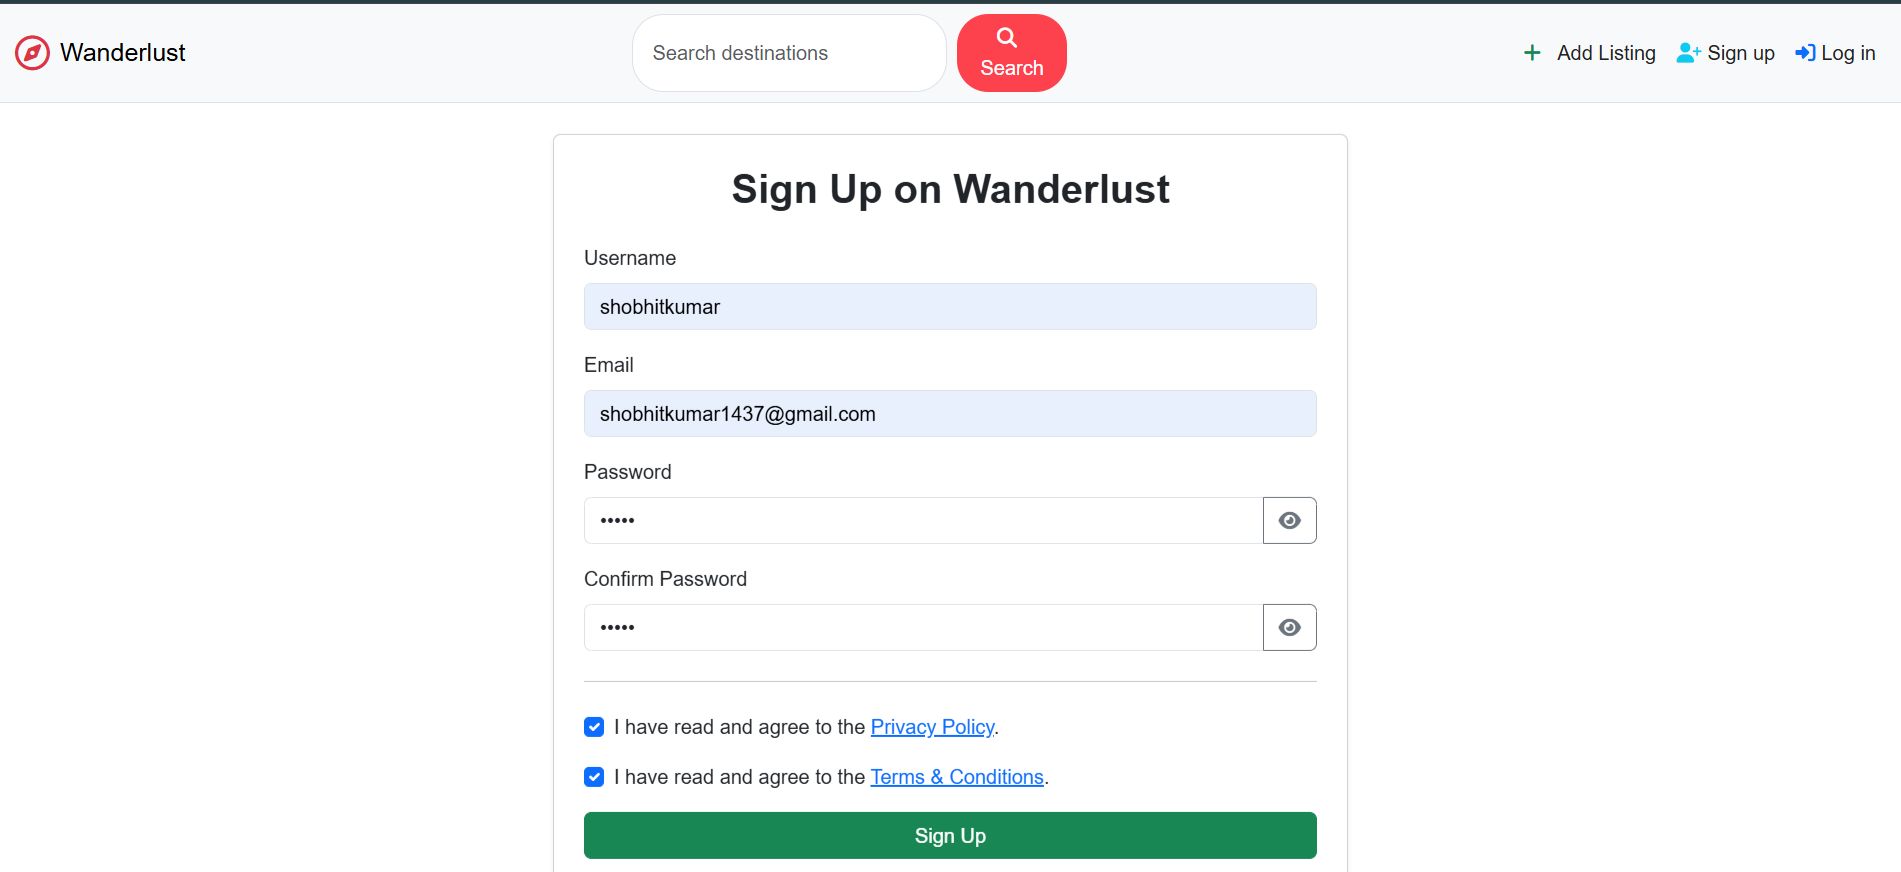 Wanderlust
Search destinations
Search
Add Listing
Sign up
Log in
Sign Up on Wanderlust
Username
shobhitkumar
Email
shobhitkumar1437@gmail.com
Password
•••••
Confirm Password
•••••
I have read and agree to the Privacy Policy.
I have read and agree to the Terms & Conditions.
Sign Up